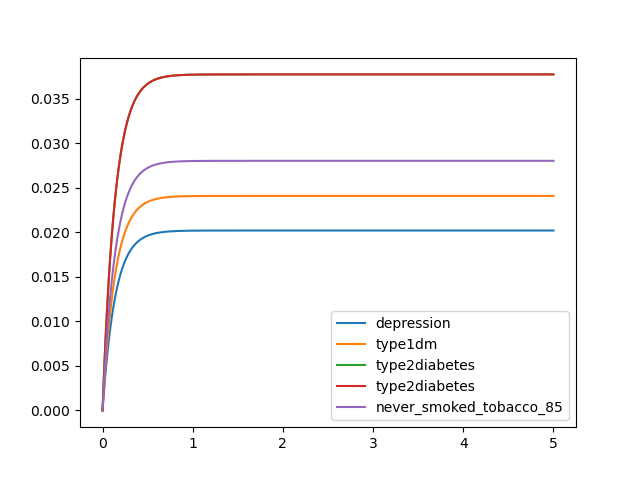 0.035
0.030
0.025
0.020
0.015
0.010
0.005
0.000
depression
type1dm
type2diabetes
type2diabetes
never_smoked_tobacco_85
0 1 2 3 4 5